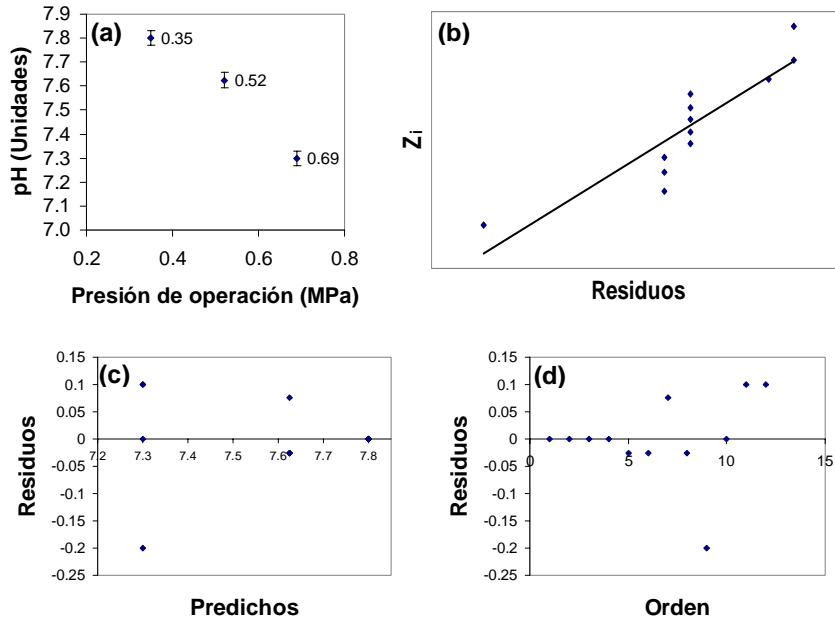 (a)
pH (Unidades)
7.9
7.8
7.7
7.6
7.5
7.4
7.3
7.2
7.1
7.0
0.35
0.52
0.69
0.2 0.4 0.6 0.8
Presión de operación (MPa)
(b)
Zi
Residuos
(c)
Residuos
0.15
0.1
0.05
0
-0.05
-0.1
-0.15
-0.2
-0.25
7.2 7.3 7.4 7.5 7.6 7.7 7.8
Predichos
(d)
Residuos
0.15
0.1
0.05
0
-0.05
-0.1
-0.15
-0.2
-0.25
0 5 10 15
Orden